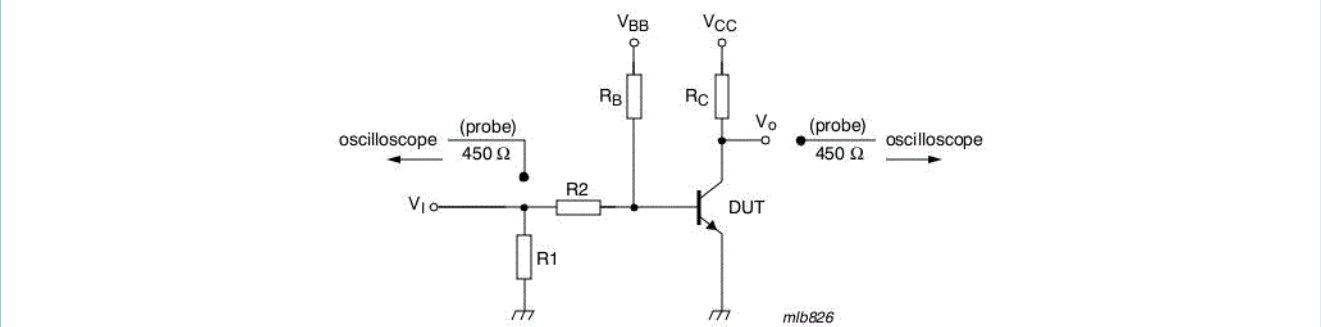 VBB
VCC
RB
RC
Vo
(probe)
450 Ω
oscilloscope
(probe)
450 Ω
oscilloscope
R2
VI
DUT
R1
mlb826